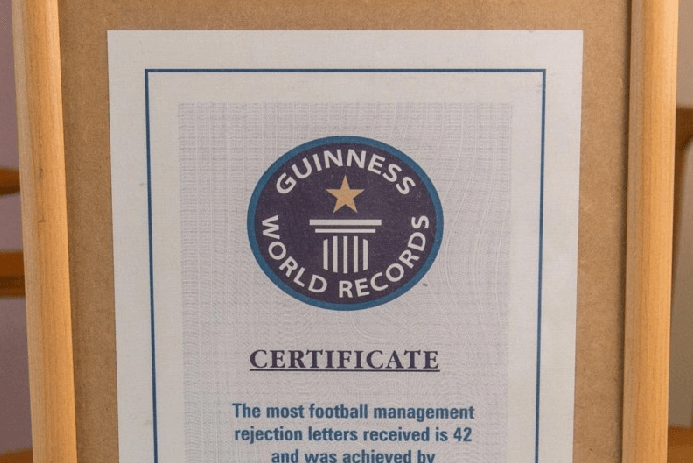 GUINNESS
WORLD RECORDS
CERTIFICATE
The most football management
rejection letters received is 42
and was achieved by